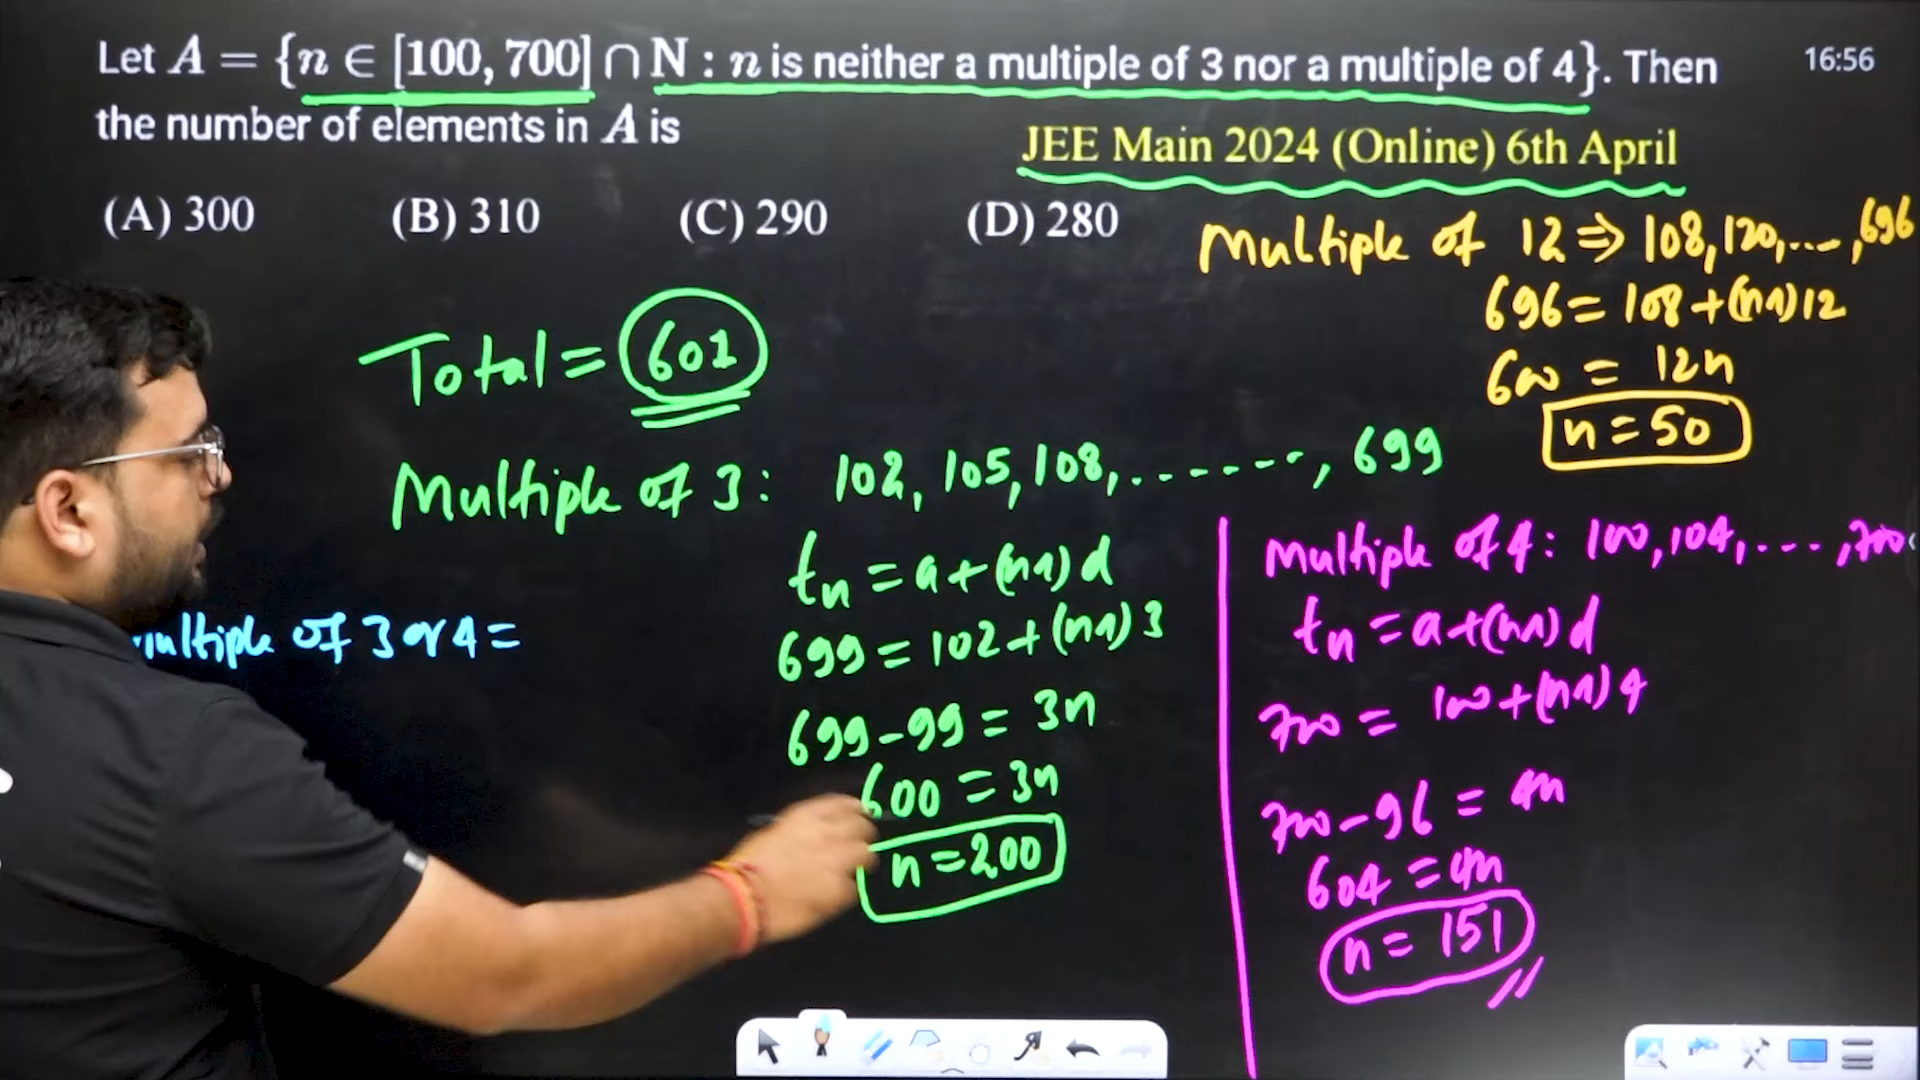 Let A = {n ∈ [100, 700] ∩ N : n is neither a multiple of 3 nor a multiple of 4}. Then
the number of elements in A is
16:56
JEE Main 2024 (Online) 6th April
(A) 300 (B) 310 (C) 290 (D) 280
Multiple of 12 ⇒ 108, 120, ..., 696
696 = 108 + (n-1)12
600 = 12n
n = 50
Total = 601
Multiple of 3: 102, 105, 108, ......., 699
tn = a + (n-1)d
699 = 102 + (n-1)3
699 - 99 = 3n
600 = 3n
n = 200
Multiple of 4: 100, 104, ...., 700
tn = a + (n-1)d
700 = 100 + (n-1)4
700 - 96 = 4n
604 = 4n
n = 151
Multiple of 3 or 4 =